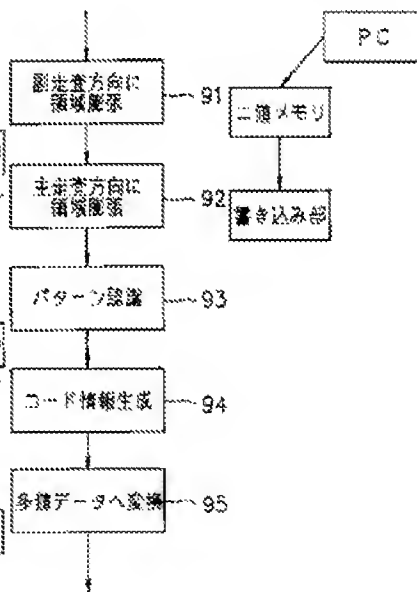 副走査方向に
領域膨張
91
主走査方向に
領域膨張
92
パターン認識
93
コード情報生成
94
多値データへ変換
95
PC
二値メモリ
書き込み部